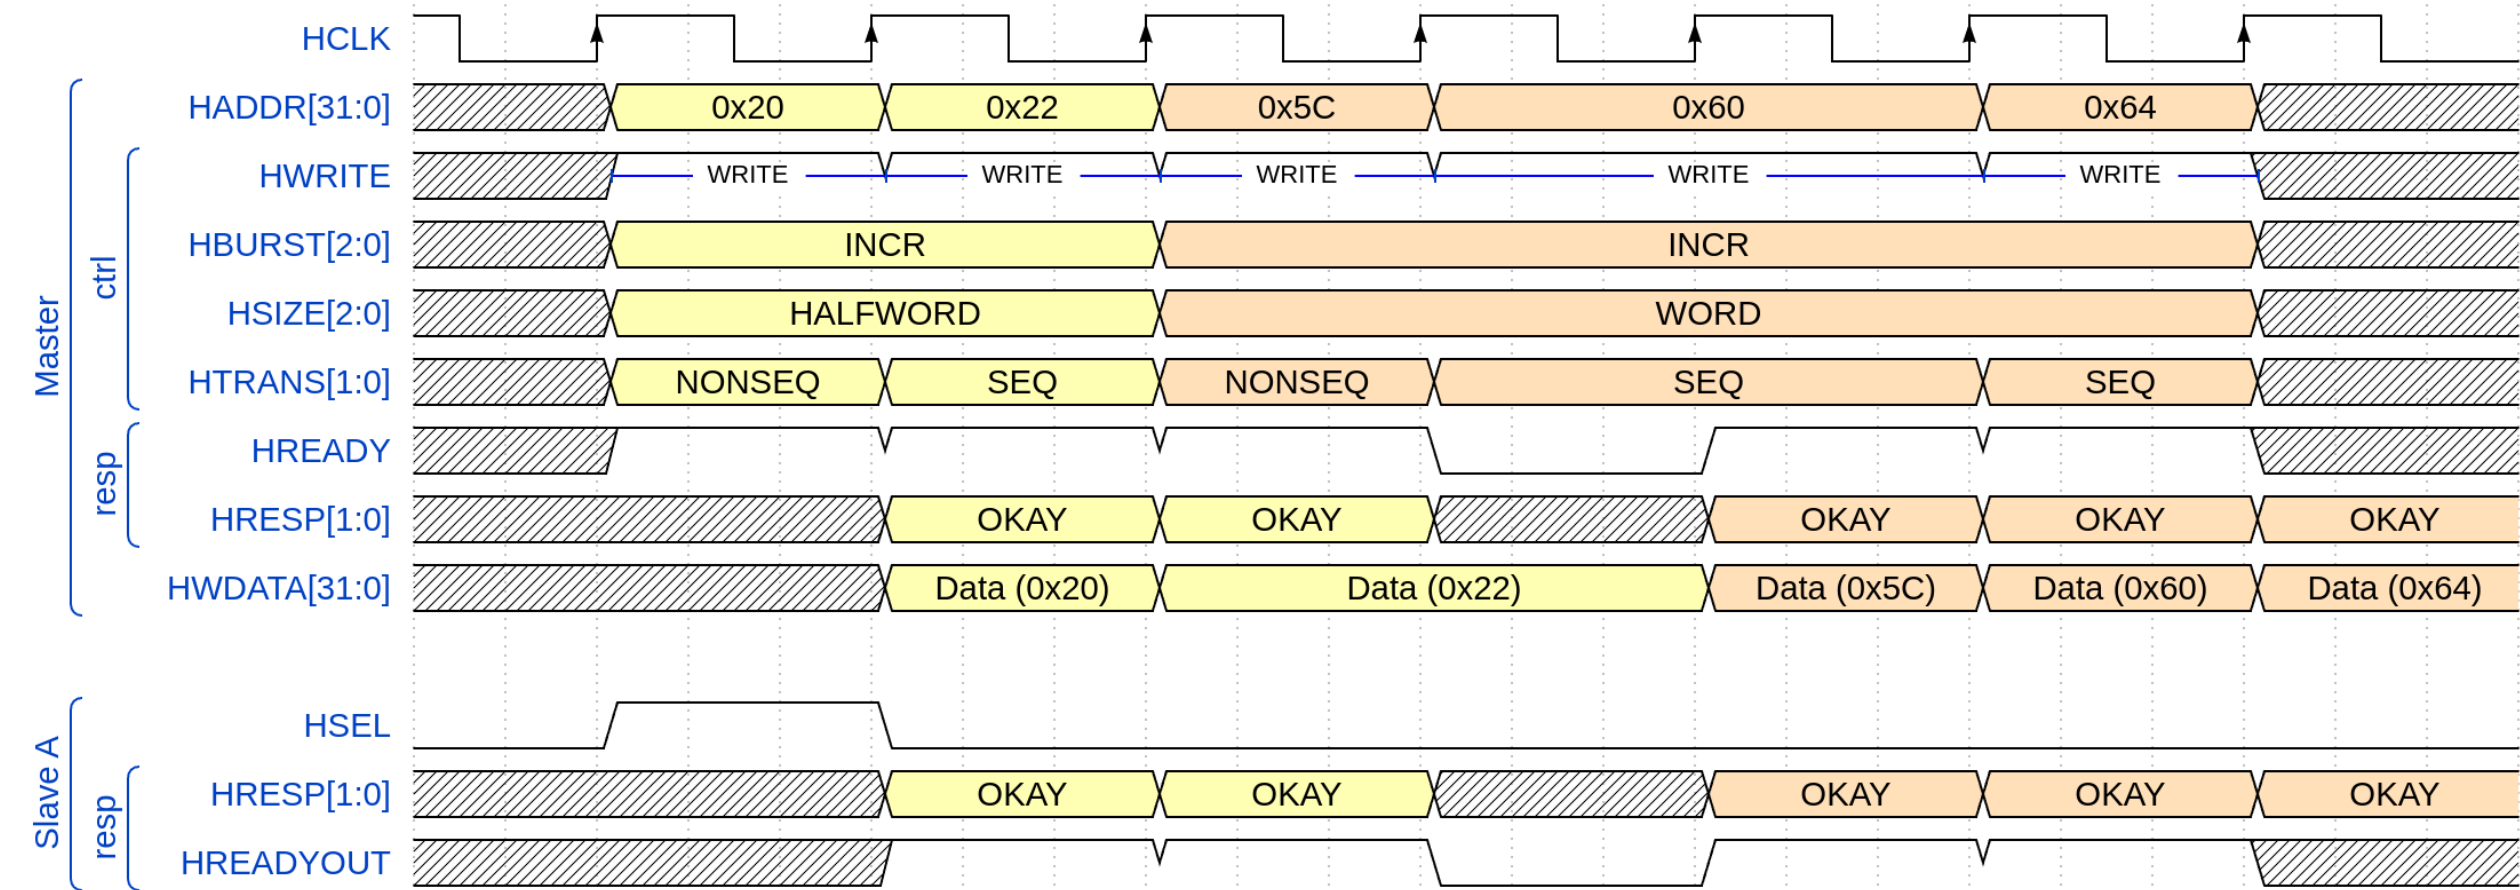 HCLK
Master
HADDR[31:0] 0x20 0x22 0x5C 0x60 0x64
ctrl
HWRITE WRITE WRITE WRITE WRITE WRITE
HBURST[2:0] INCR INCR
HSIZE[2:0] HALFWORD WORD
HTRANS[1:0] NONSEQ SEQ NONSEQ SEQ SEQ
resp
HREADY
HRESP[1:0] OKAY OKAY OKAY OKAY OKAY
HWDATA[31:0] Data (0x20) Data (0x22) Data (0x5C) Data (0x60) Data (0x64)
Slave A
HSEL
resp
HRESP[1:0] OKAY OKAY OKAY OKAY OKAY
HREADYOUT